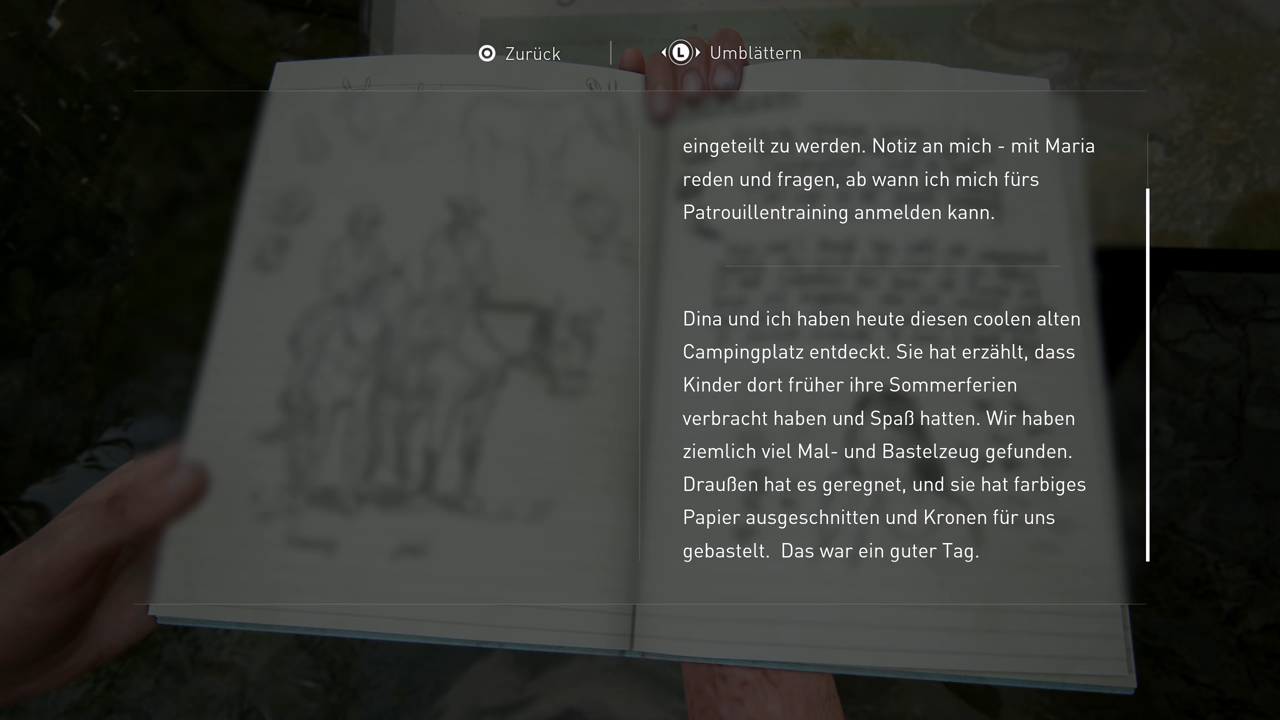 Zurück
L Umblättern
eingeteilt zu werden. Notiz an mich - mit Maria
reden und fragen, ab wann ich mich fürs
Patrouillentraining anmelden kann.
Dina und ich haben heute diesen coolen alten
Campingplatz entdeckt. Sie hat erzählt, dass
Kinder dort früher ihre Sommerferien
verbracht haben und Spaß hatten. Wir haben
ziemlich viel Mal- und Bastelzeug gefunden.
Draußen hat es geregnet, und sie hat farbiges
Papier ausgeschnitten und Kronen für uns
gebastelt.  Das war ein guter Tag.